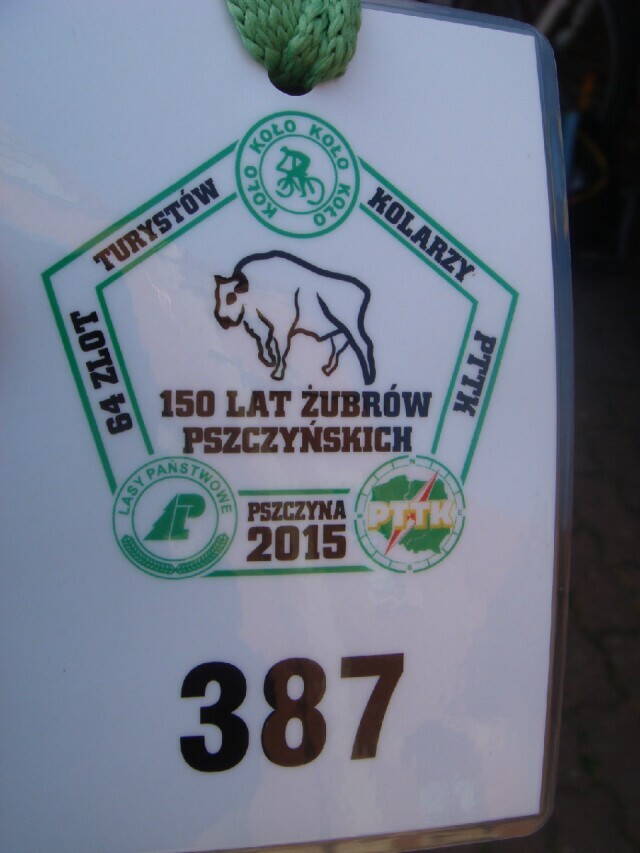 KOŁO KOŁO KOŁO KOŁO
64 ZLOT TURYSTÓW KOLARZY PTTK
150 LAT ŻUBRÓW
PSZCZYŃSKICH
LASY PAŃSTWOWE
PSZCZYNA
2015
PTTK
387